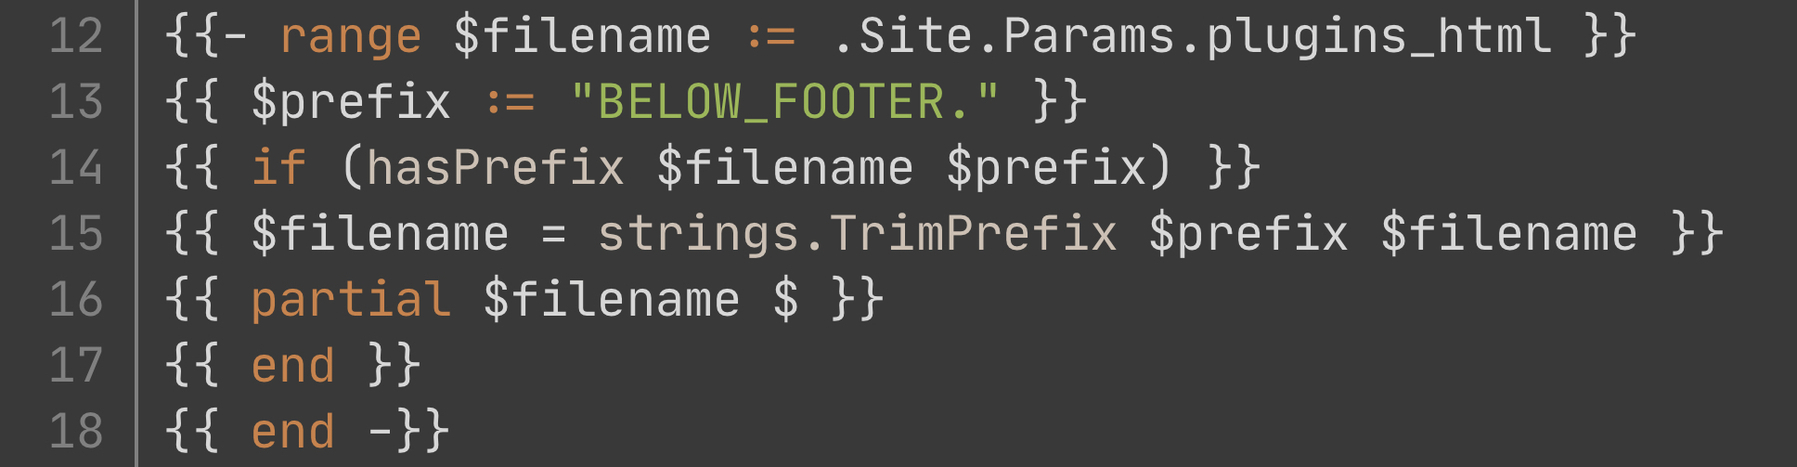 12 {{- range $filename := .Site.Params.plugins_html }}
13 {{ $prefix := "BELOW_FOOTER." }}
14 {{ if (hasPrefix $filename $prefix) }}
15 {{ $filename = strings.TrimPrefix $prefix $filename }}
16 {{ partial $filename $ }}
17 {{ end }}
18 {{ end -}}